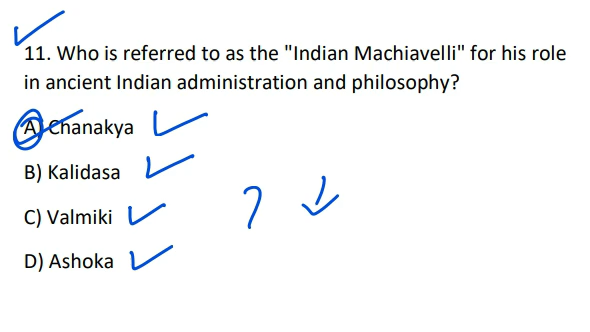 11. Who is referred to as the "Indian Machiavelli" for his role
in ancient Indian administration and philosophy?
A) Chanakya
B) Kalidasa
C) Valmiki
D) Ashoka
?